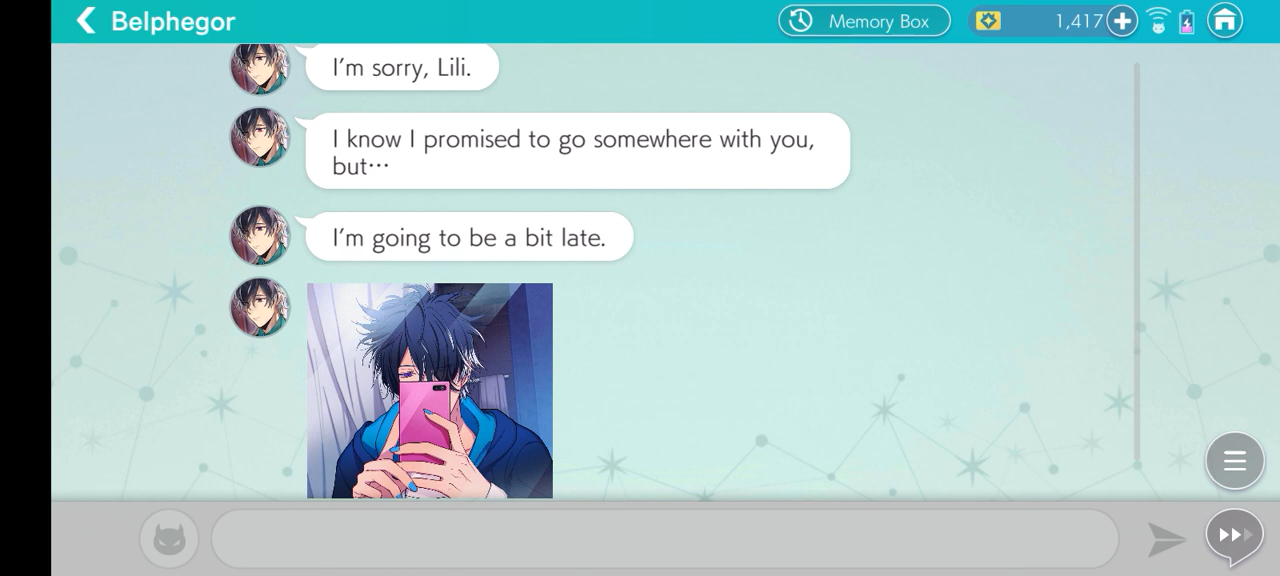 Belphegor
Memory Box
1,417
I'm sorry, Lili.
I know I promised to go somewhere with you,
but…
I'm going to be a bit late.